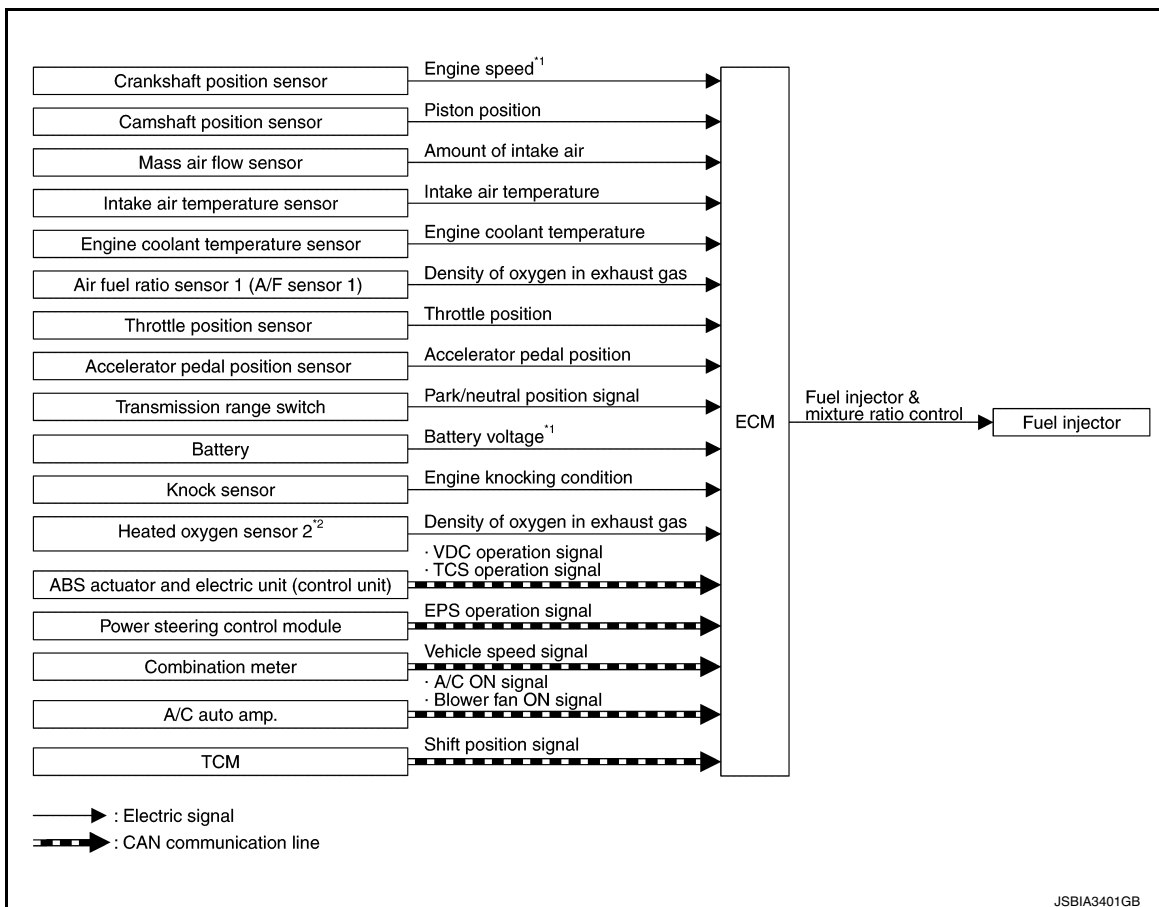 Crankshaft position sensor
Engine speed*1
Camshaft position sensor
Piston position
Mass air flow sensor
Amount of intake air
Intake air temperature sensor
Intake air temperature
Engine coolant temperature sensor
Engine coolant temperature
Air fuel ratio sensor 1 (A/F sensor 1)
Density of oxygen in exhaust gas
Throttle position sensor
Throttle position
Accelerator pedal position sensor
Accelerator pedal position
Transmission range switch
Park/neutral position signal
Battery
Battery voltage*1
Knock sensor
Engine knocking condition
Heated oxygen sensor 2*2
Density of oxygen in exhaust gas
ABS actuator and electric unit (control unit)
· VDC operation signal
· TCS operation signal
Power steering control module
EPS operation signal
Combination meter
Vehicle speed signal
A/C auto amp.
· A/C ON signal
· Blower fan ON signal
TCM
Shift position signal
ECM
Fuel injector &
mixture ratio control
Fuel injector
: Electric signal
: CAN communication line
JSBIA3401GB